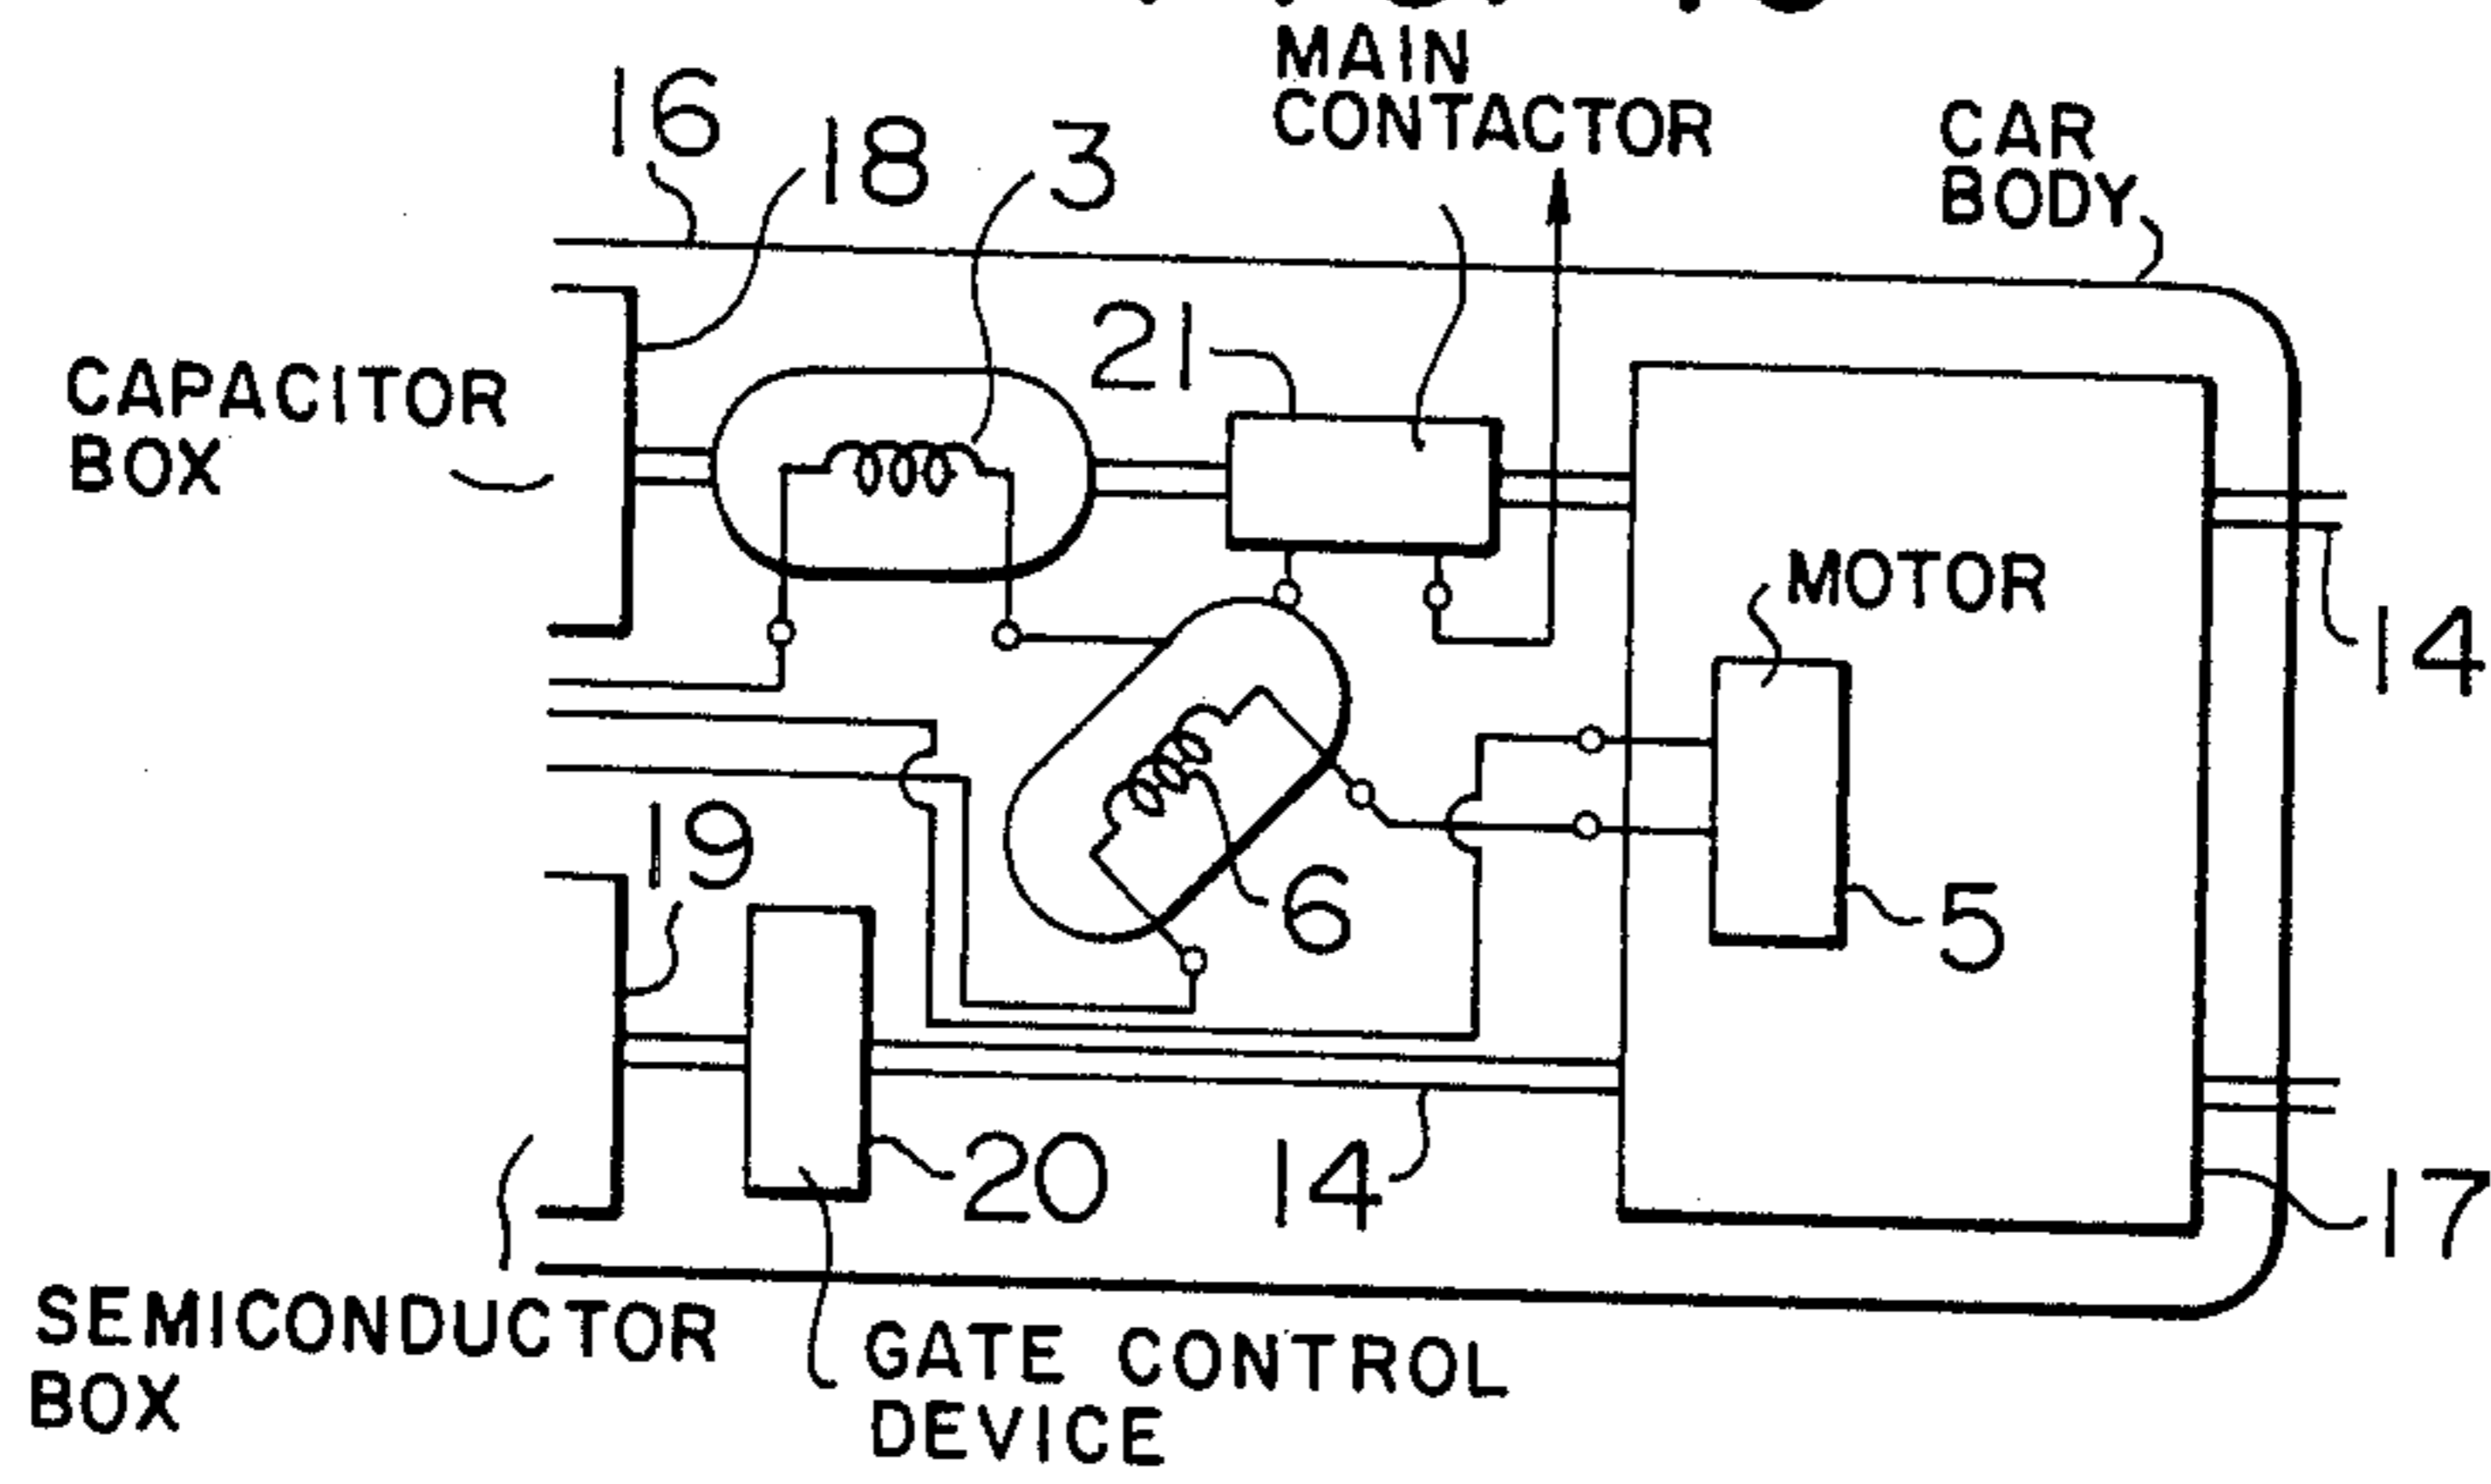 MAIN
CONTACTOR
CAR
BODY
16
18
3
21
CAPACITOR
BOX
MOTOR
14
19
6
5
20
14
17
SEMICONDUCTOR
BOX
GATE CONTROL
DEVICE